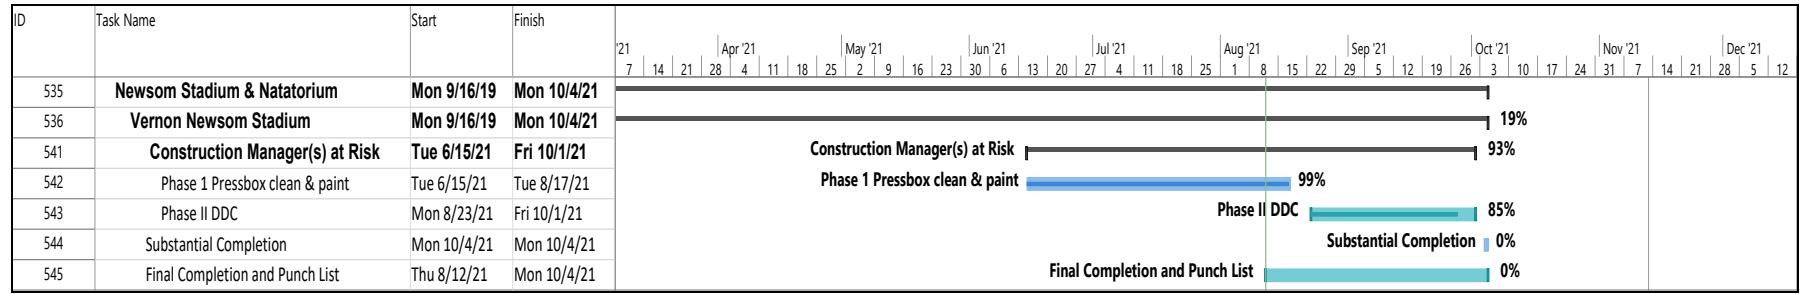 ID Task Name Start Finish
'21 Apr '21 May '21 Jun '21 Jul '21 Aug '21 Sep '21 Oct '21 Nov '21 Dec '21
7 14 21 28 4 11 18 25 2 9 16 23 30 6 13 20 27 4 11 18 25 1 8 15 22 29 5 12 19 26 3 10 17 24 31 7 14 21 28 5 12
535 Newsom Stadium & Natatorium Mon 9/16/19 Mon 10/4/21
536 Vernon Newsom Stadium Mon 9/16/19 Mon 10/4/21 19%
541 Construction Manager(s) at Risk Tue 6/15/21 Fri 10/1/21 Construction Manager(s) at Risk 93%
542 Phase 1 Pressbox clean & paint Tue 6/15/21 Tue 8/17/21 Phase 1 Pressbox clean & paint 99%
543 Phase II DDC Mon 8/23/21 Fri 10/1/21 Phase II DDC 85%
544 Substantial Completion Mon 10/4/21 Mon 10/4/21 Substantial Completion 0%
545 Final Completion and Punch List Thu 8/12/21 Mon 10/4/21 Final Completion and Punch List 0%